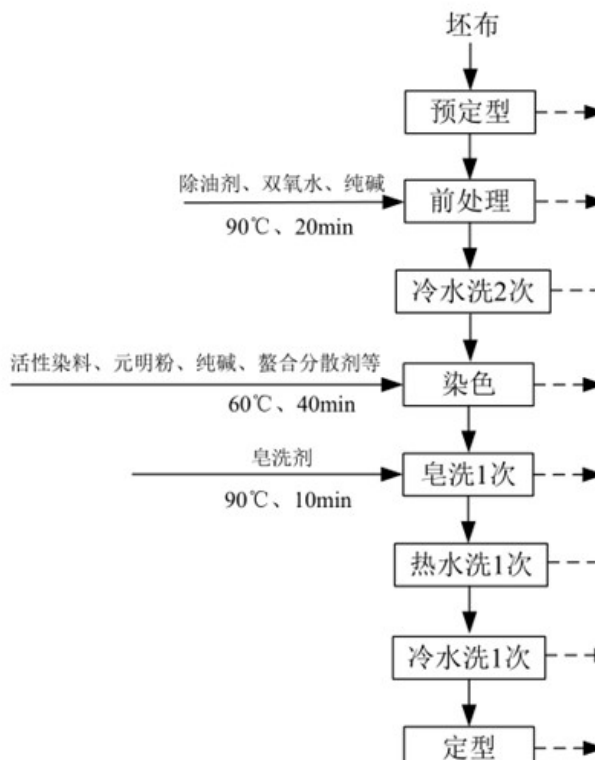 坯布
预定型
除油剂、双氧水、纯碱
前处理
90℃、20min
冷水洗2次
活性染料、元明粉、纯碱、螯合分散剂等
染色
60℃、40min
皂洗剂
皂洗1次
90℃、10min
热水洗1次
冷水洗1次
定型